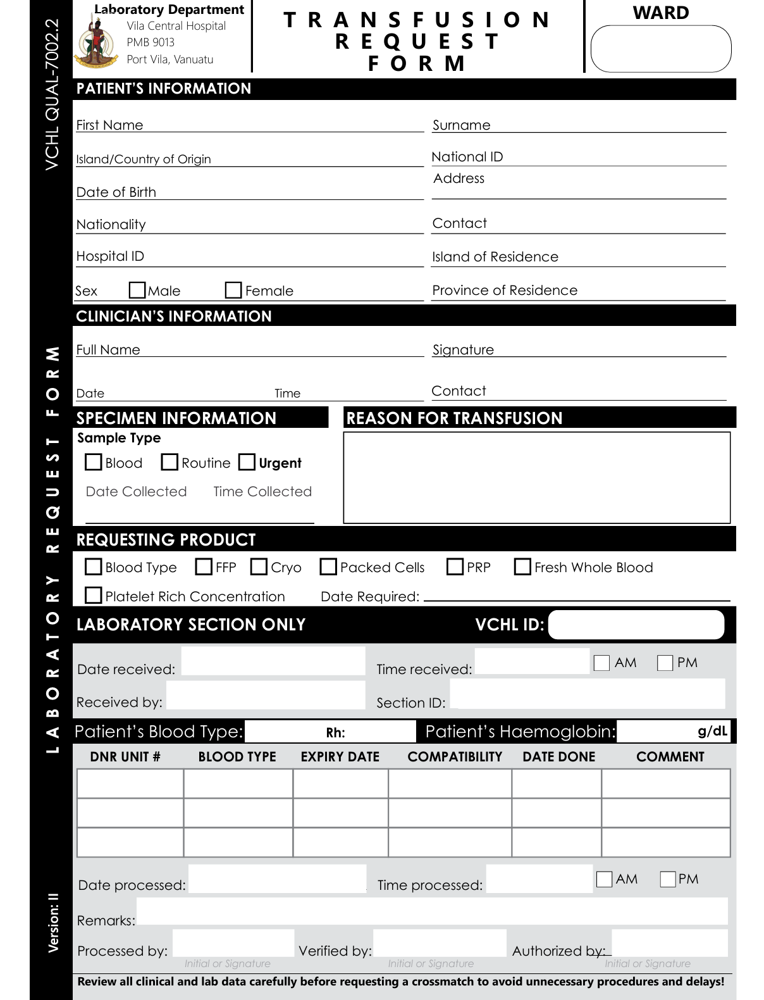 Laboratory Department
Vila Central Hospital
PMB 9013
Port Vila, Vanuatu
TRANSFUSION
REQUEST
FORM
WARD
VCHL QUAL-7002.2
LABORATORY REQUEST FORM
Version: II
PATIENT’S INFORMATION
First Name Surname
Island/Country of Origin National ID
Date of Birth Address
Nationality Contact
Hospital ID Island of Residence
Sex Male Female Province of Residence
CLINICIAN’S INFORMATION
Full Name Signature
Date Time Contact
SPECIMEN INFORMATION REASON FOR TRANSFUSION
Sample Type
Blood Routine Urgent
Date Collected Time Collected
REQUESTING PRODUCT
Blood Type FFP Cryo Packed Cells PRP Fresh Whole Blood
Platelet Rich Concentration Date Required:
LABORATORY SECTION ONLY VCHL ID:
Date received: Time received: AM PM
Received by: Section ID:
Patient’s Blood Type: Rh: Patient’s Haemoglobin: g/dL
DNR UNIT # BLOOD TYPE EXPIRY DATE COMPATIBILITY DATE DONE COMMENT
Date processed: Time processed: AM PM
Remarks:
Processed by: Verified by: Authorized by:
Initial or Signature Initial or Signature Initial or Signature
Review all clinical and lab data carefully before requesting a crossmatch to avoid unnecessary procedures and delays!